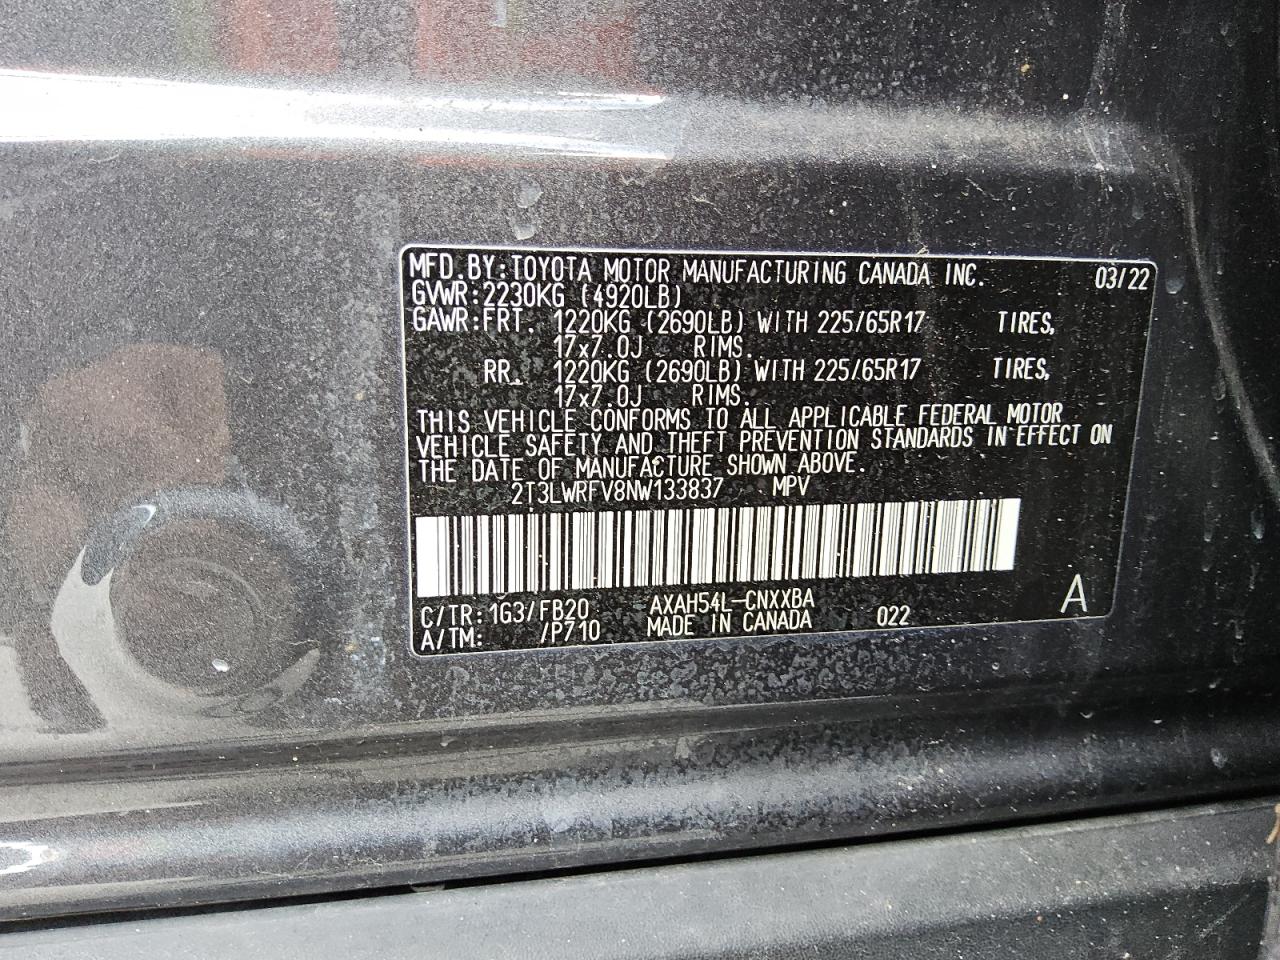 MFD.BY:TOYOTA MOTOR MANUFACTURING CANADA INC. 03/22
GVWR:2230KG (4920LB)
GAWR:FRT. 1220KG (2690LB) WITH 225/65R17 TIRES,
17x7.0J RIMS.
RR. 1220KG (2690LB) WITH 225/65R17 TIRES,
17x7.0J RIMS.
THIS VEHICLE CONFORMS TO ALL APPLICABLE FEDERAL MOTOR
VEHICLE SAFETY AND THEFT PREVENTION STANDARDS IN EFFECT ON
THE DATE OF MANUFACTURE SHOWN ABOVE.
2T3LWRFV8NW133837 MPV
C/TR: 1G3/FB20 AXAH54L-CNXXBA
A/TM: /P710 MADE IN CANADA 022 A